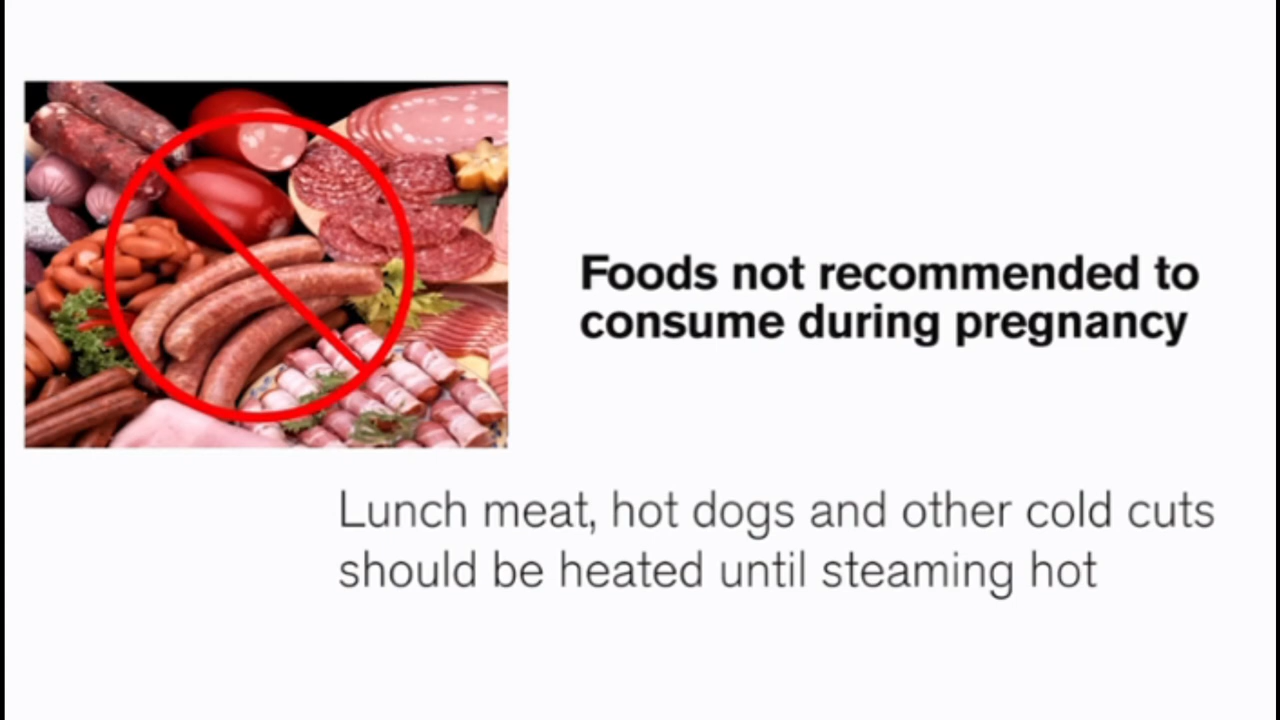 Foods not recommended to
consume during pregnancy
Lunch meat, hot dogs and other cold cuts
should be heated until steaming hot